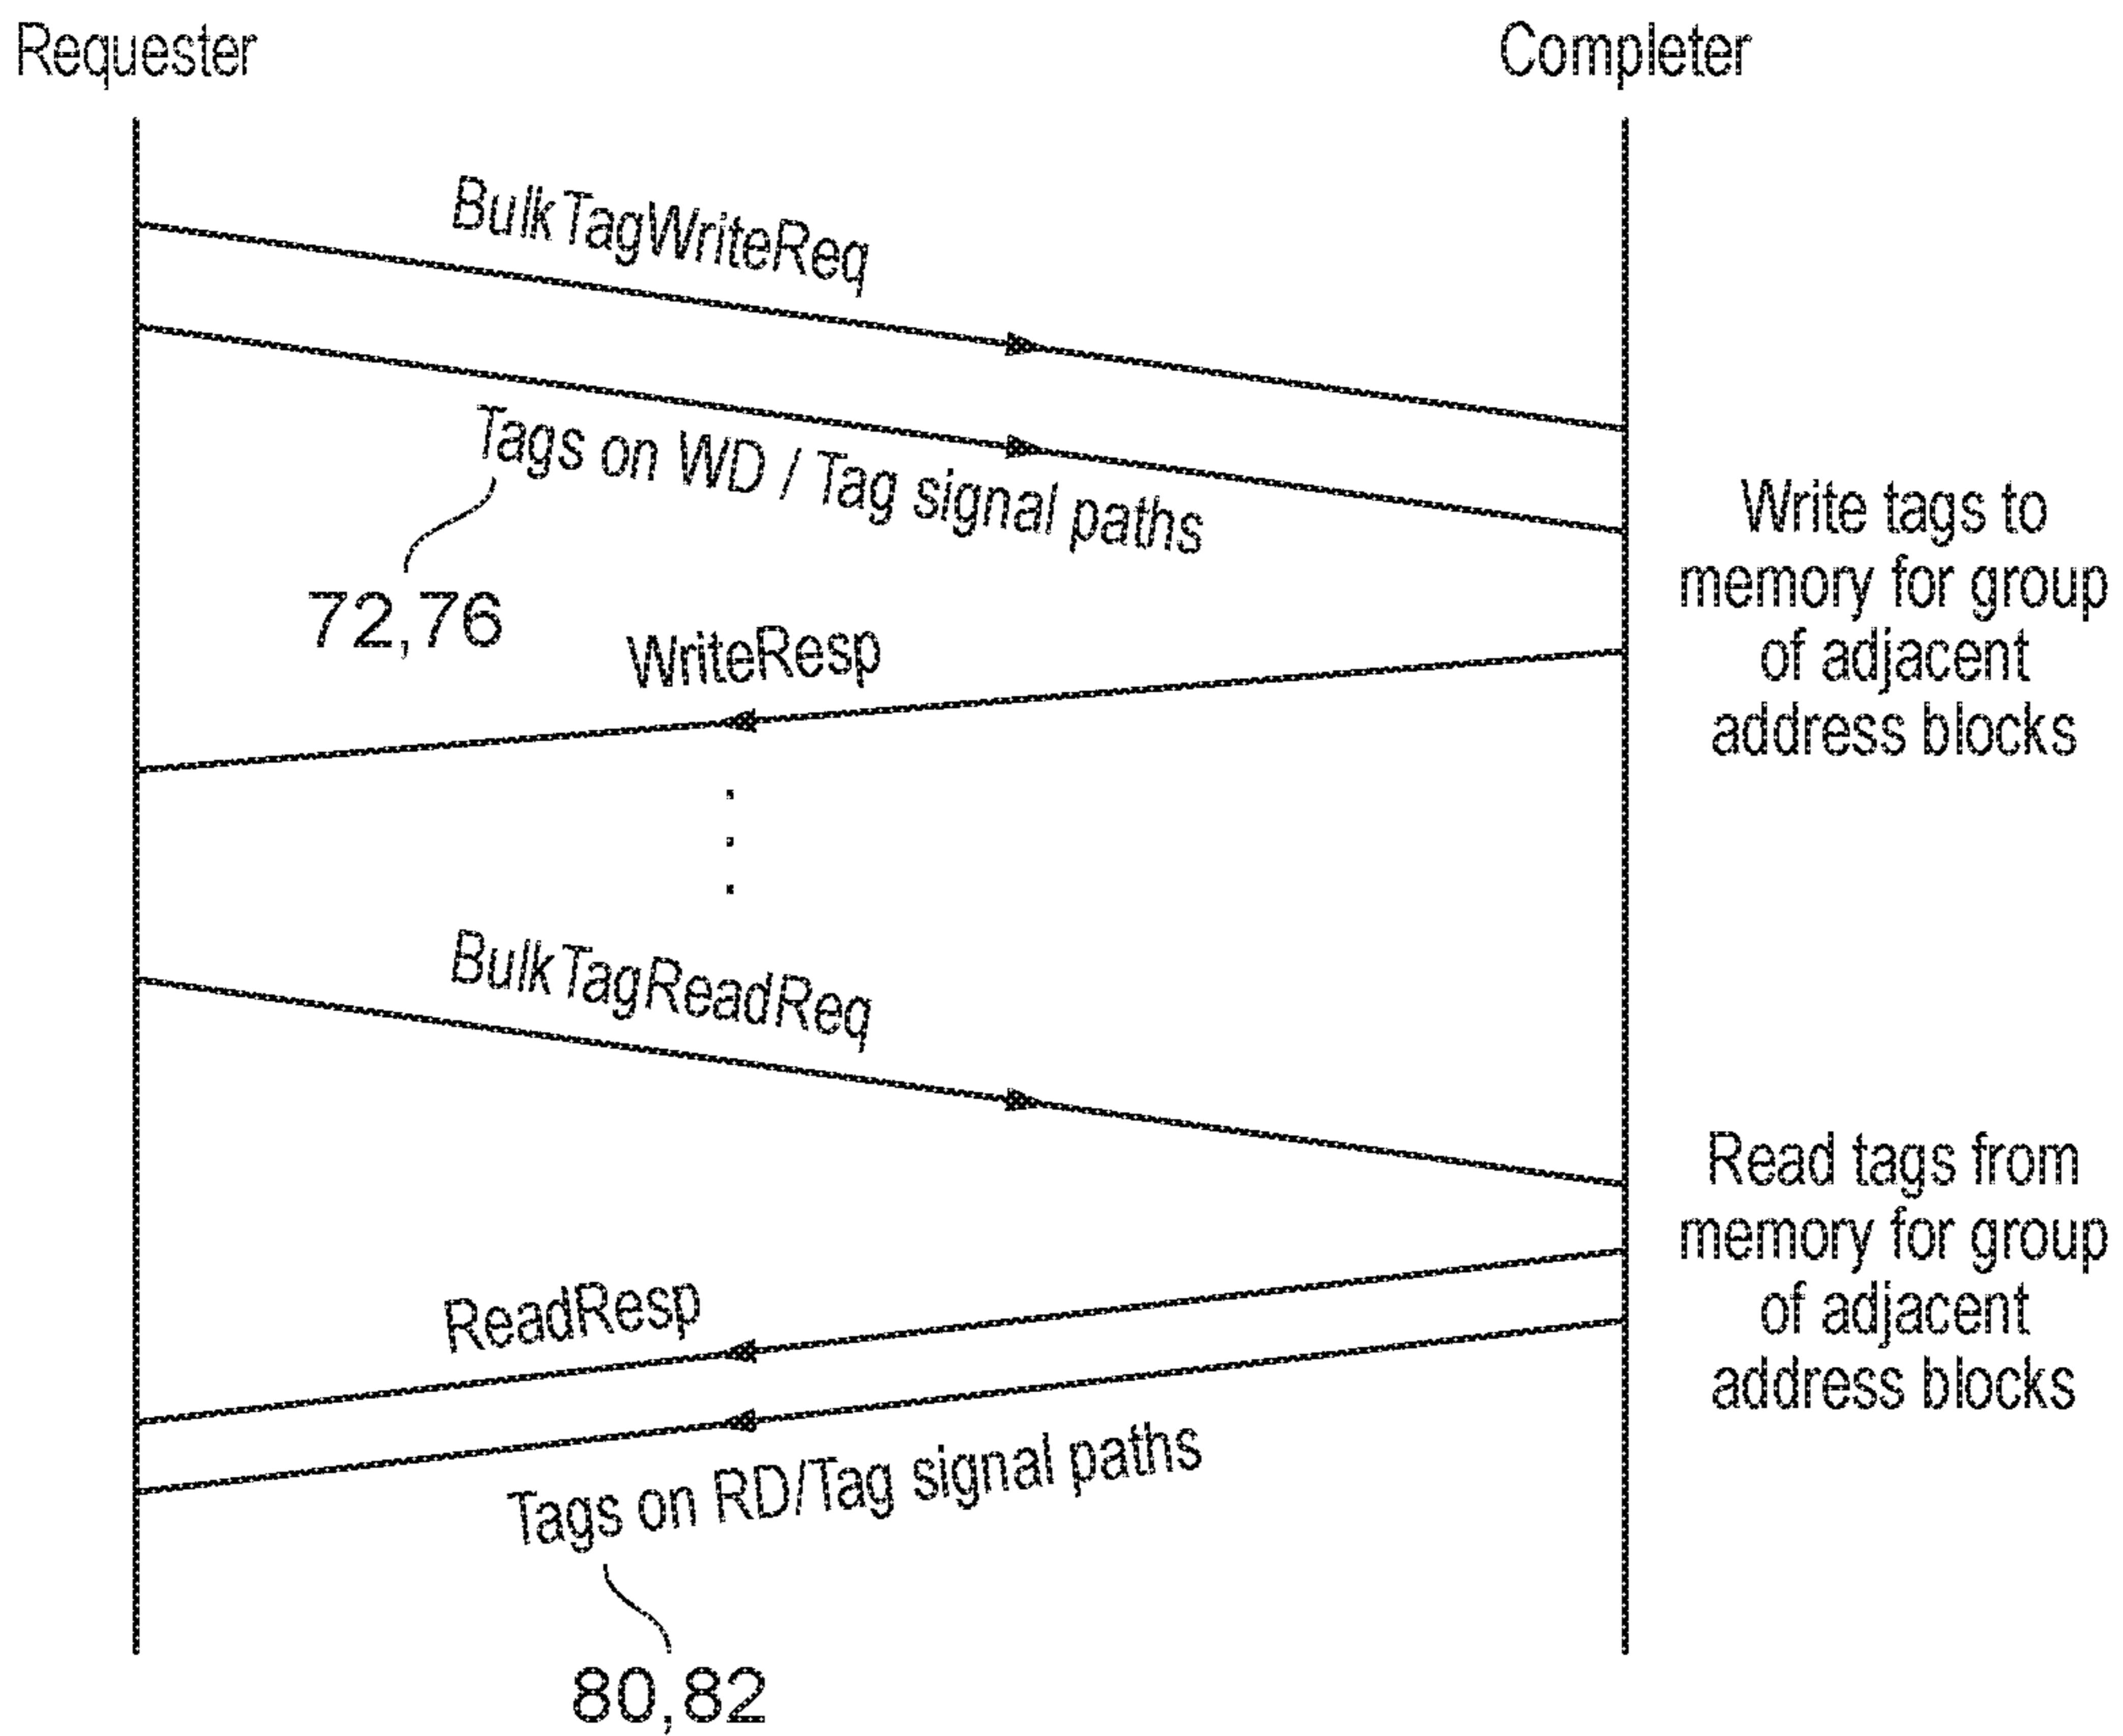 Requester
Completer
BulkTagWriteReq
Tags on WD / Tag signal paths
72,76
Write tags to
memory for group
of adjacent
address blocks
WriteResp
BulkTagReadReq
Read tags from
memory for group
of adjacent
address blocks
ReadResp
Tags on RD/Tag signal paths
80,82